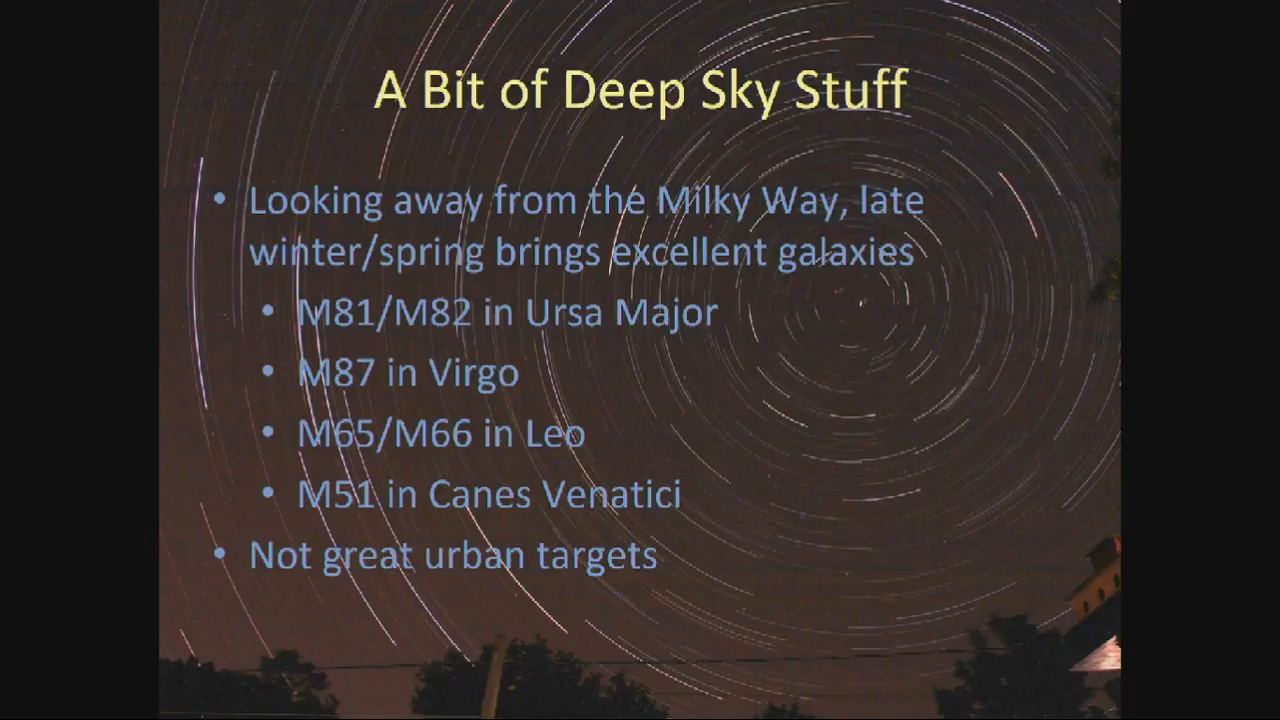 A Bit of Deep Sky Stuff
• Looking away from the Milky Way, late
winter/spring brings excellent galaxies
• M81/M82 in Ursa Major
• M87 in Virgo
• M65/M66 in Leo
• M51 in Canes Venatici
• Not great urban targets